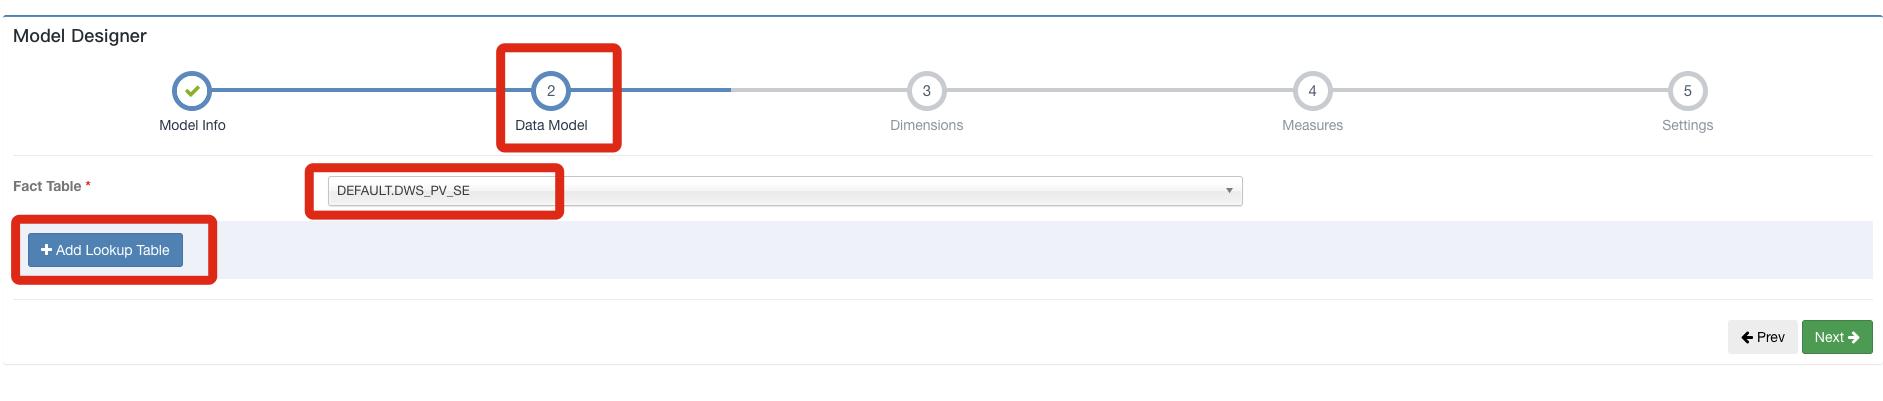 Model Designer
2 3 4 5
Model Info Data Model Dimensions Measures Settings
Fact Table * DEFAULT.DWS_PV_SE
Add Lookup Table
Prev Next